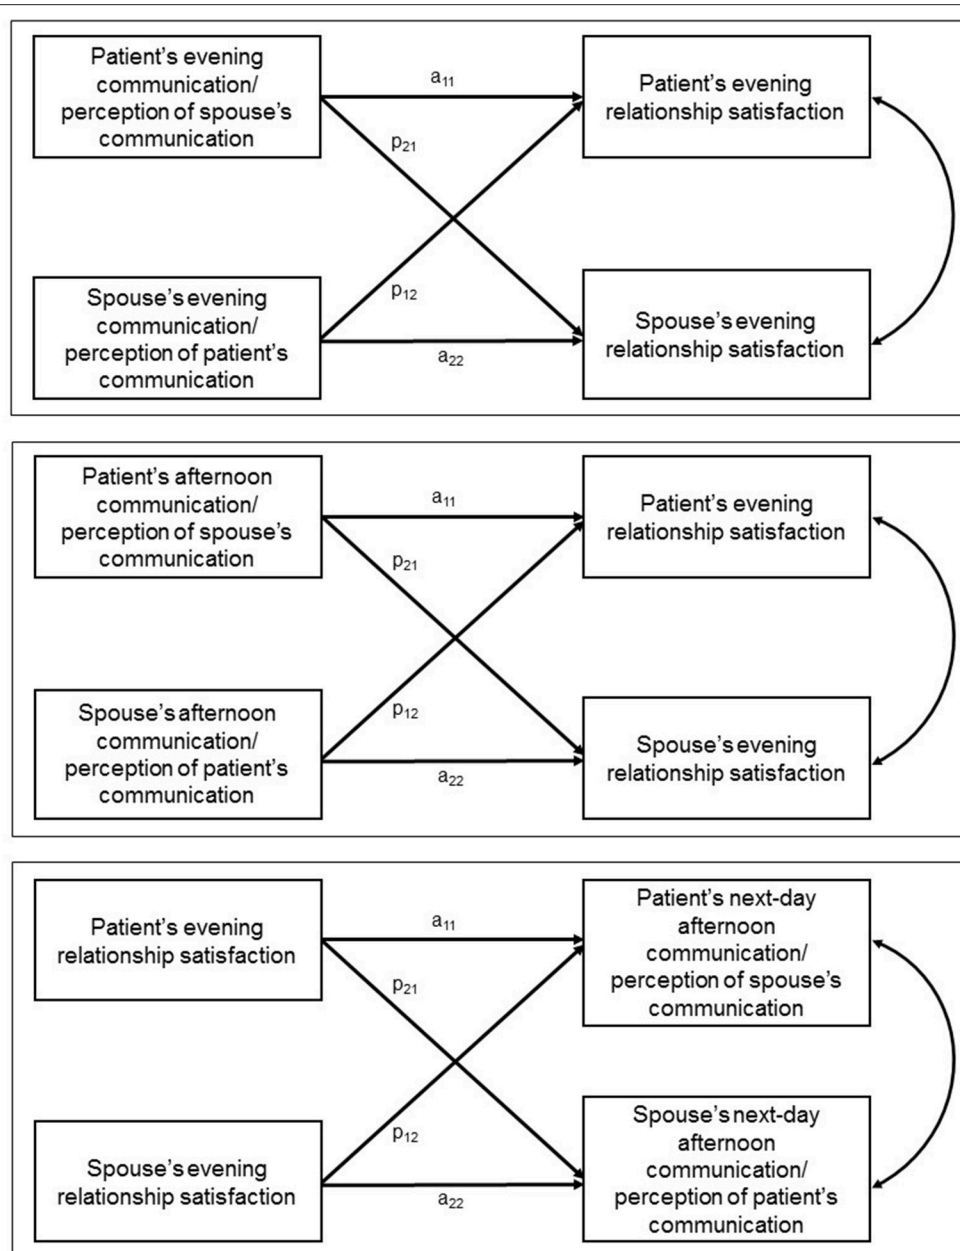 Patient's evening
communication/
perception of spouse's
communication
a11
Patient's evening
relationship satisfaction
p21
p12
Spouse's evening
communication/
perception of patient's
communication
a22
Spouse's evening
relationship satisfaction
Patient's afternoon
communication/
perception of spouse's
communication
a11
Patient's evening
relationship satisfaction
p21
p12
Spouse's afternoon
communication/
perception of patient's
communication
a22
Spouse's evening
relationship satisfaction
Patient's evening
relationship satisfaction
a11
Patient's next-day
afternoon
communication/
perception of spouse's
communication
p21
p12
Spouse's evening
relationship satisfaction
a22
Spouse's next-day
afternoon
communication/
perception of patient's
communication